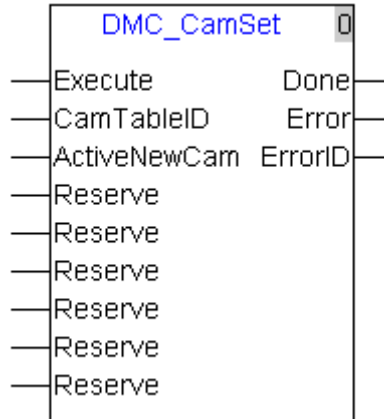 DMC_CamSet 0
Execute Done
CamTableID Error
ActiveNewCam ErrorID
Reserve
Reserve
Reserve
Reserve
Reserve
Reserve